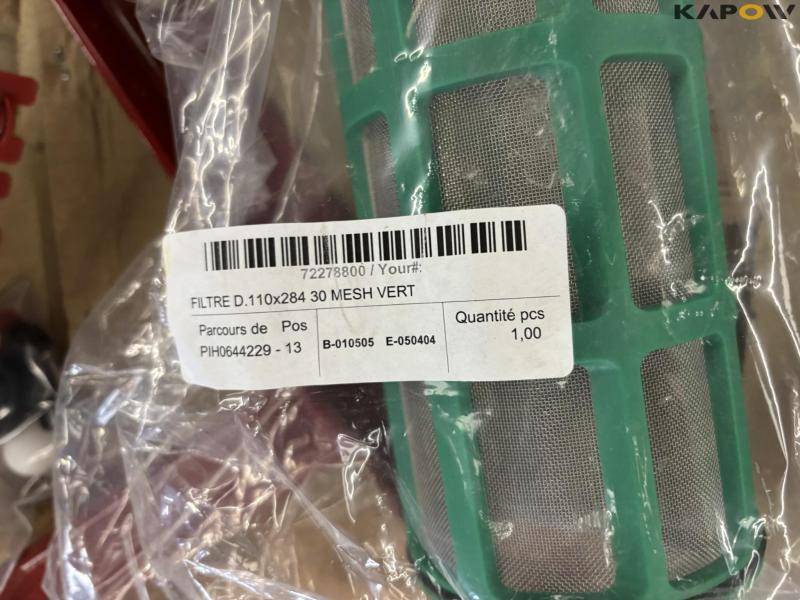 KAPOW
72278800 / Your#:
FILTRE D.110x284 30 MESH VERT
Parcours de Pos
PIH0644229 - 13
B-010505 E-050404
Quantité pcs
1,00